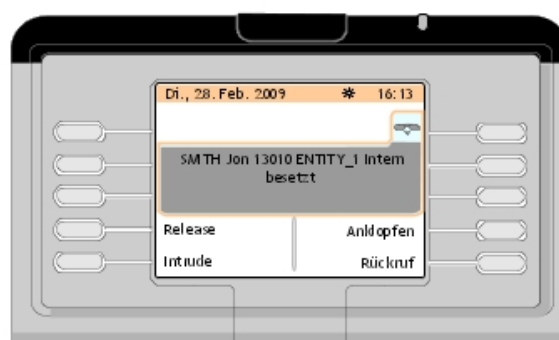 Di., 28. Feb. 2009 16:13
SMITH Jon 13010 ENTITY_1 Intern
besetzt
Release Anklopfen
Intrude Rückruf